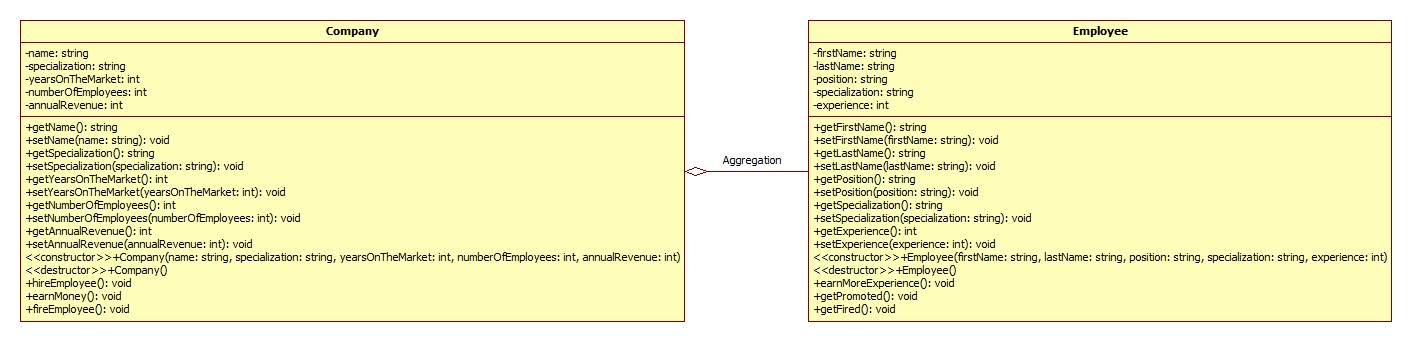 Company
-name: string
-specialization: string
-yearsOnTheMarket: int
-numberOfEmployees: int
-annualRevenue: int
+getName(): string
+setName(name: string): void
+getSpecialization(): string
+setSpecialization(specialization: string): void
+getYearsOnTheMarket(): int
+setYearsOnTheMarket(yearsOnTheMarket: int): void
+getNumberOfEmployees(): int
+setNumberOfEmployees(numberOfEmployees: int): void
+getAnnualRevenue(): int
+setAnnualRevenue(annualRevenue: int): void
<<constructor>>+Company(name: string, specialization: string, yearsOnTheMarket: int, numberOfEmployees: int, annualRevenue: int)
<<destructor>>+Company()
+hireEmployee(): void
+earnMoney(): void
+fireEmployee(): void
Aggregation
Employee
-firstName: string
-lastName: string
-position: string
-specialization: string
-experience: int
+getFirstName(): string
+setFirstName(firstName: string): void
+getLastName(): string
+setLastName(lastName: string): void
+getPosition(): string
+setPosition(position: string): void
+getSpecialization(): string
+setSpecialization(specialization: string): void
+getExperience(): int
+setExperience(experience: int): void
<<constructor>>+Employee(firstName: string, lastName: string, position: string, specialization: string, experience: int)
<<destructor>>+Employee()
+earnMoreExperience(): void
+getPromoted(): void
+getFired(): void